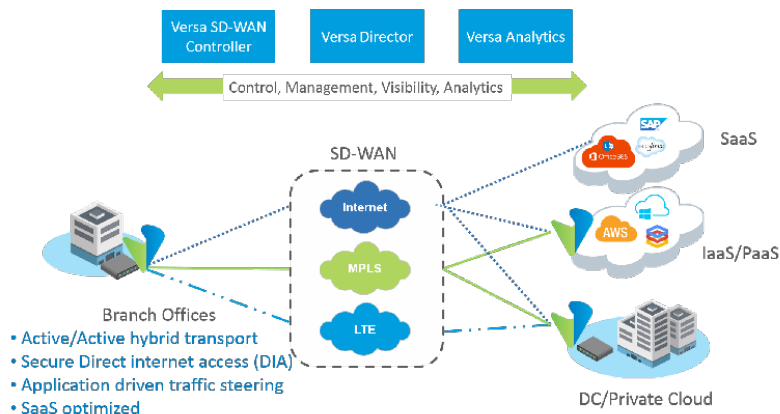 Versa SD-WAN
Controller
Versa Director
Versa Analytics
Control, Management, Visibility, Analytics
SD-WAN
SAP
Office 365
SaaS
Internet
AWS
IaaS/PaaS
MPLS
LTE
Branch Offices
• Active/Active hybrid transport
• Secure Direct internet access (DIA)
• Application driven traffic steering
• SaaS optimized
DC/Private Cloud